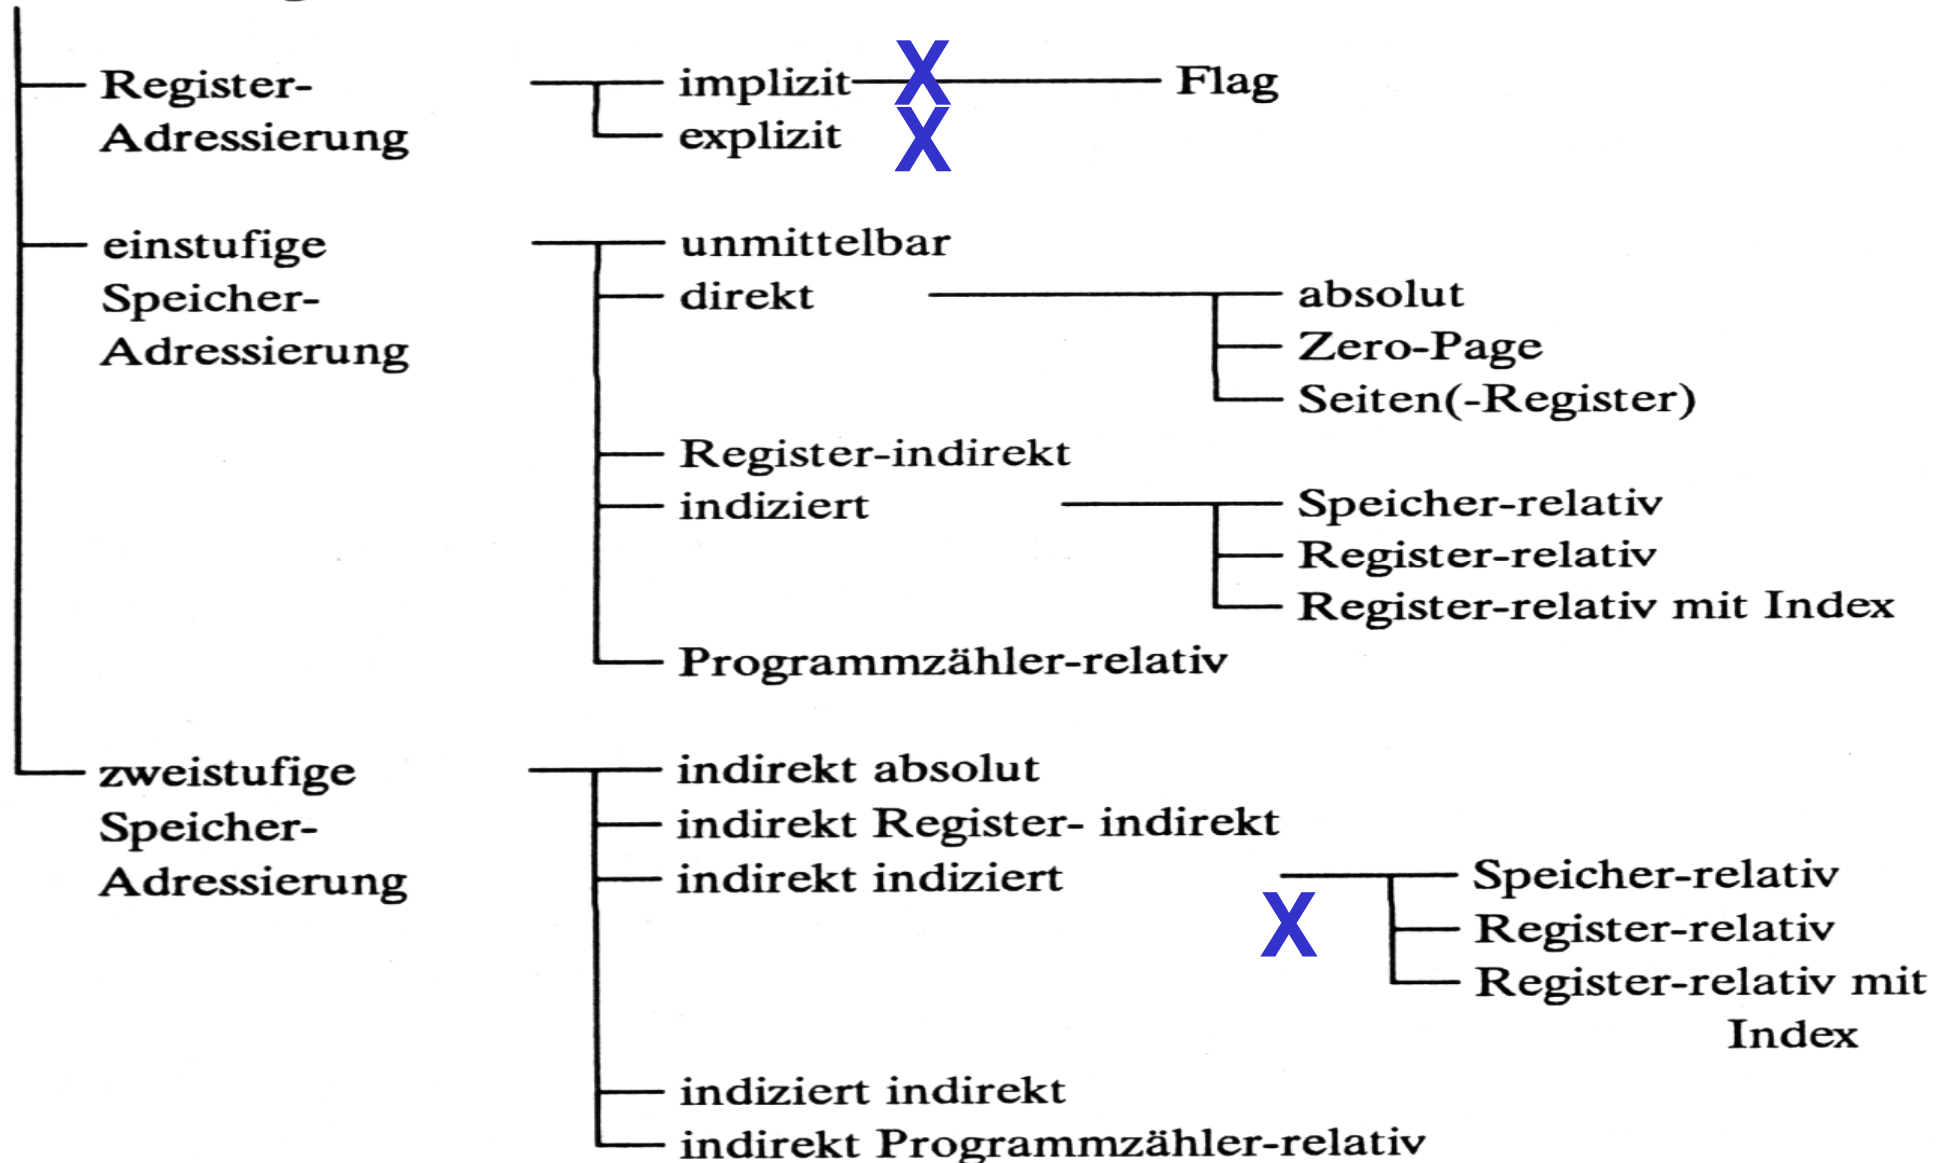 Register- implizit X Flag
Adressierung explizit X
einstufige unmittelbar
Speicher- direkt absolut
Adressierung Zero-Page
Seiten(-Register)
Register-indirekt
indiziert Speicher-relativ
Register-relativ
Register-relativ mit Index
Programmzähler-relativ
zweistufige indirekt absolut
Speicher- indirekt Register- indirekt
Adressierung indirekt indiziert Speicher-relativ
X Register-relativ
Register-relativ mit
Index
indiziert indirekt
indirekt Programmzähler-relativ